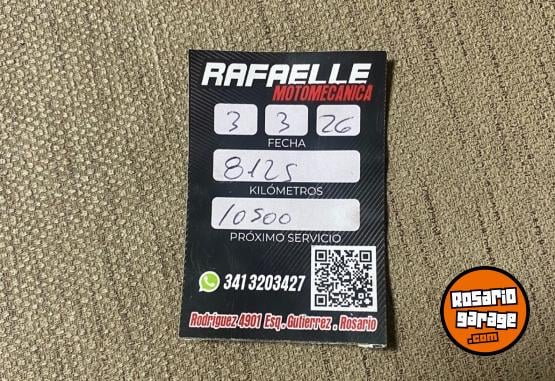 RAFAELLE
MOTOMECANICA
3 3 26
FECHA
8125
KILÓMETROS
10500
PRÓXIMO SERVICIO
341 3203427
Rodriguez 4901 Esq. Gutierrez. Rosario
Rosario
garage
.com